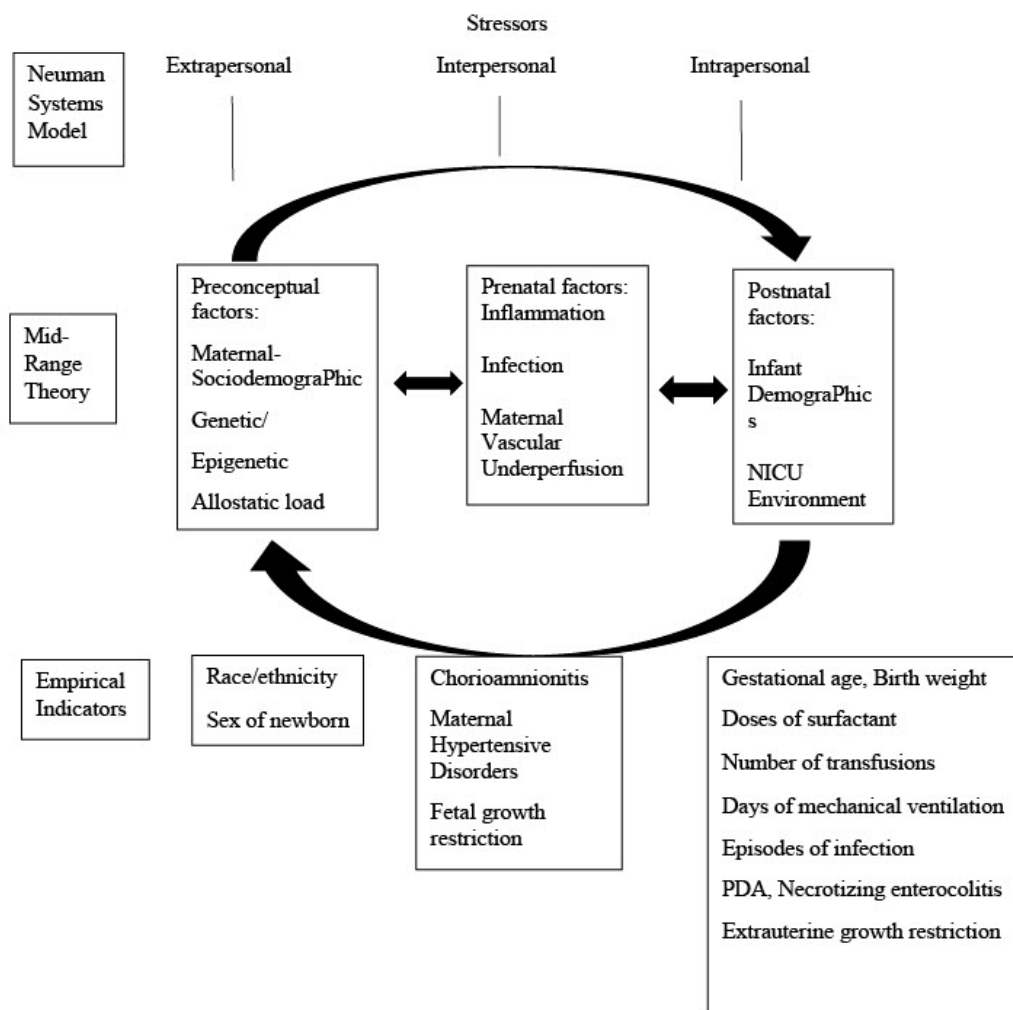 Stressors
Neuman
Systems
Model
Extrapersonal
Interpersonal
Intrapersonal
Mid-
Range
Theory
Preconceptual
factors:
Maternal-
SociodemograPhic
Genetic/
Epigenetic
Allostatic load
Prenatal factors:
Inflammation
Infection
Maternal
Vascular
Underperfusion
Postnatal
factors:
Infant
DemograPhic
s
NICU
Environment
Empirical
Indicators
Race/ethnicity
Sex of newborn
Chorioamnionitis
Maternal
Hypertensive
Disorders
Fetal growth
restriction
Gestational age, Birth weight
Doses of surfactant
Number of transfusions
Days of mechanical ventilation
Episodes of infection
PDA, Necrotizing enterocolitis
Extrauterine growth restriction